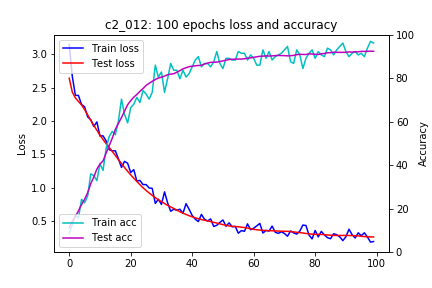 c2_012: 100 epochs loss and accuracy
Train loss
Test loss
Train acc
Test acc
Loss
3.0
2.5
2.0
1.5
1.0
0.5
100
80
60
40
20
0
Accuracy
0 20 40 60 80 100